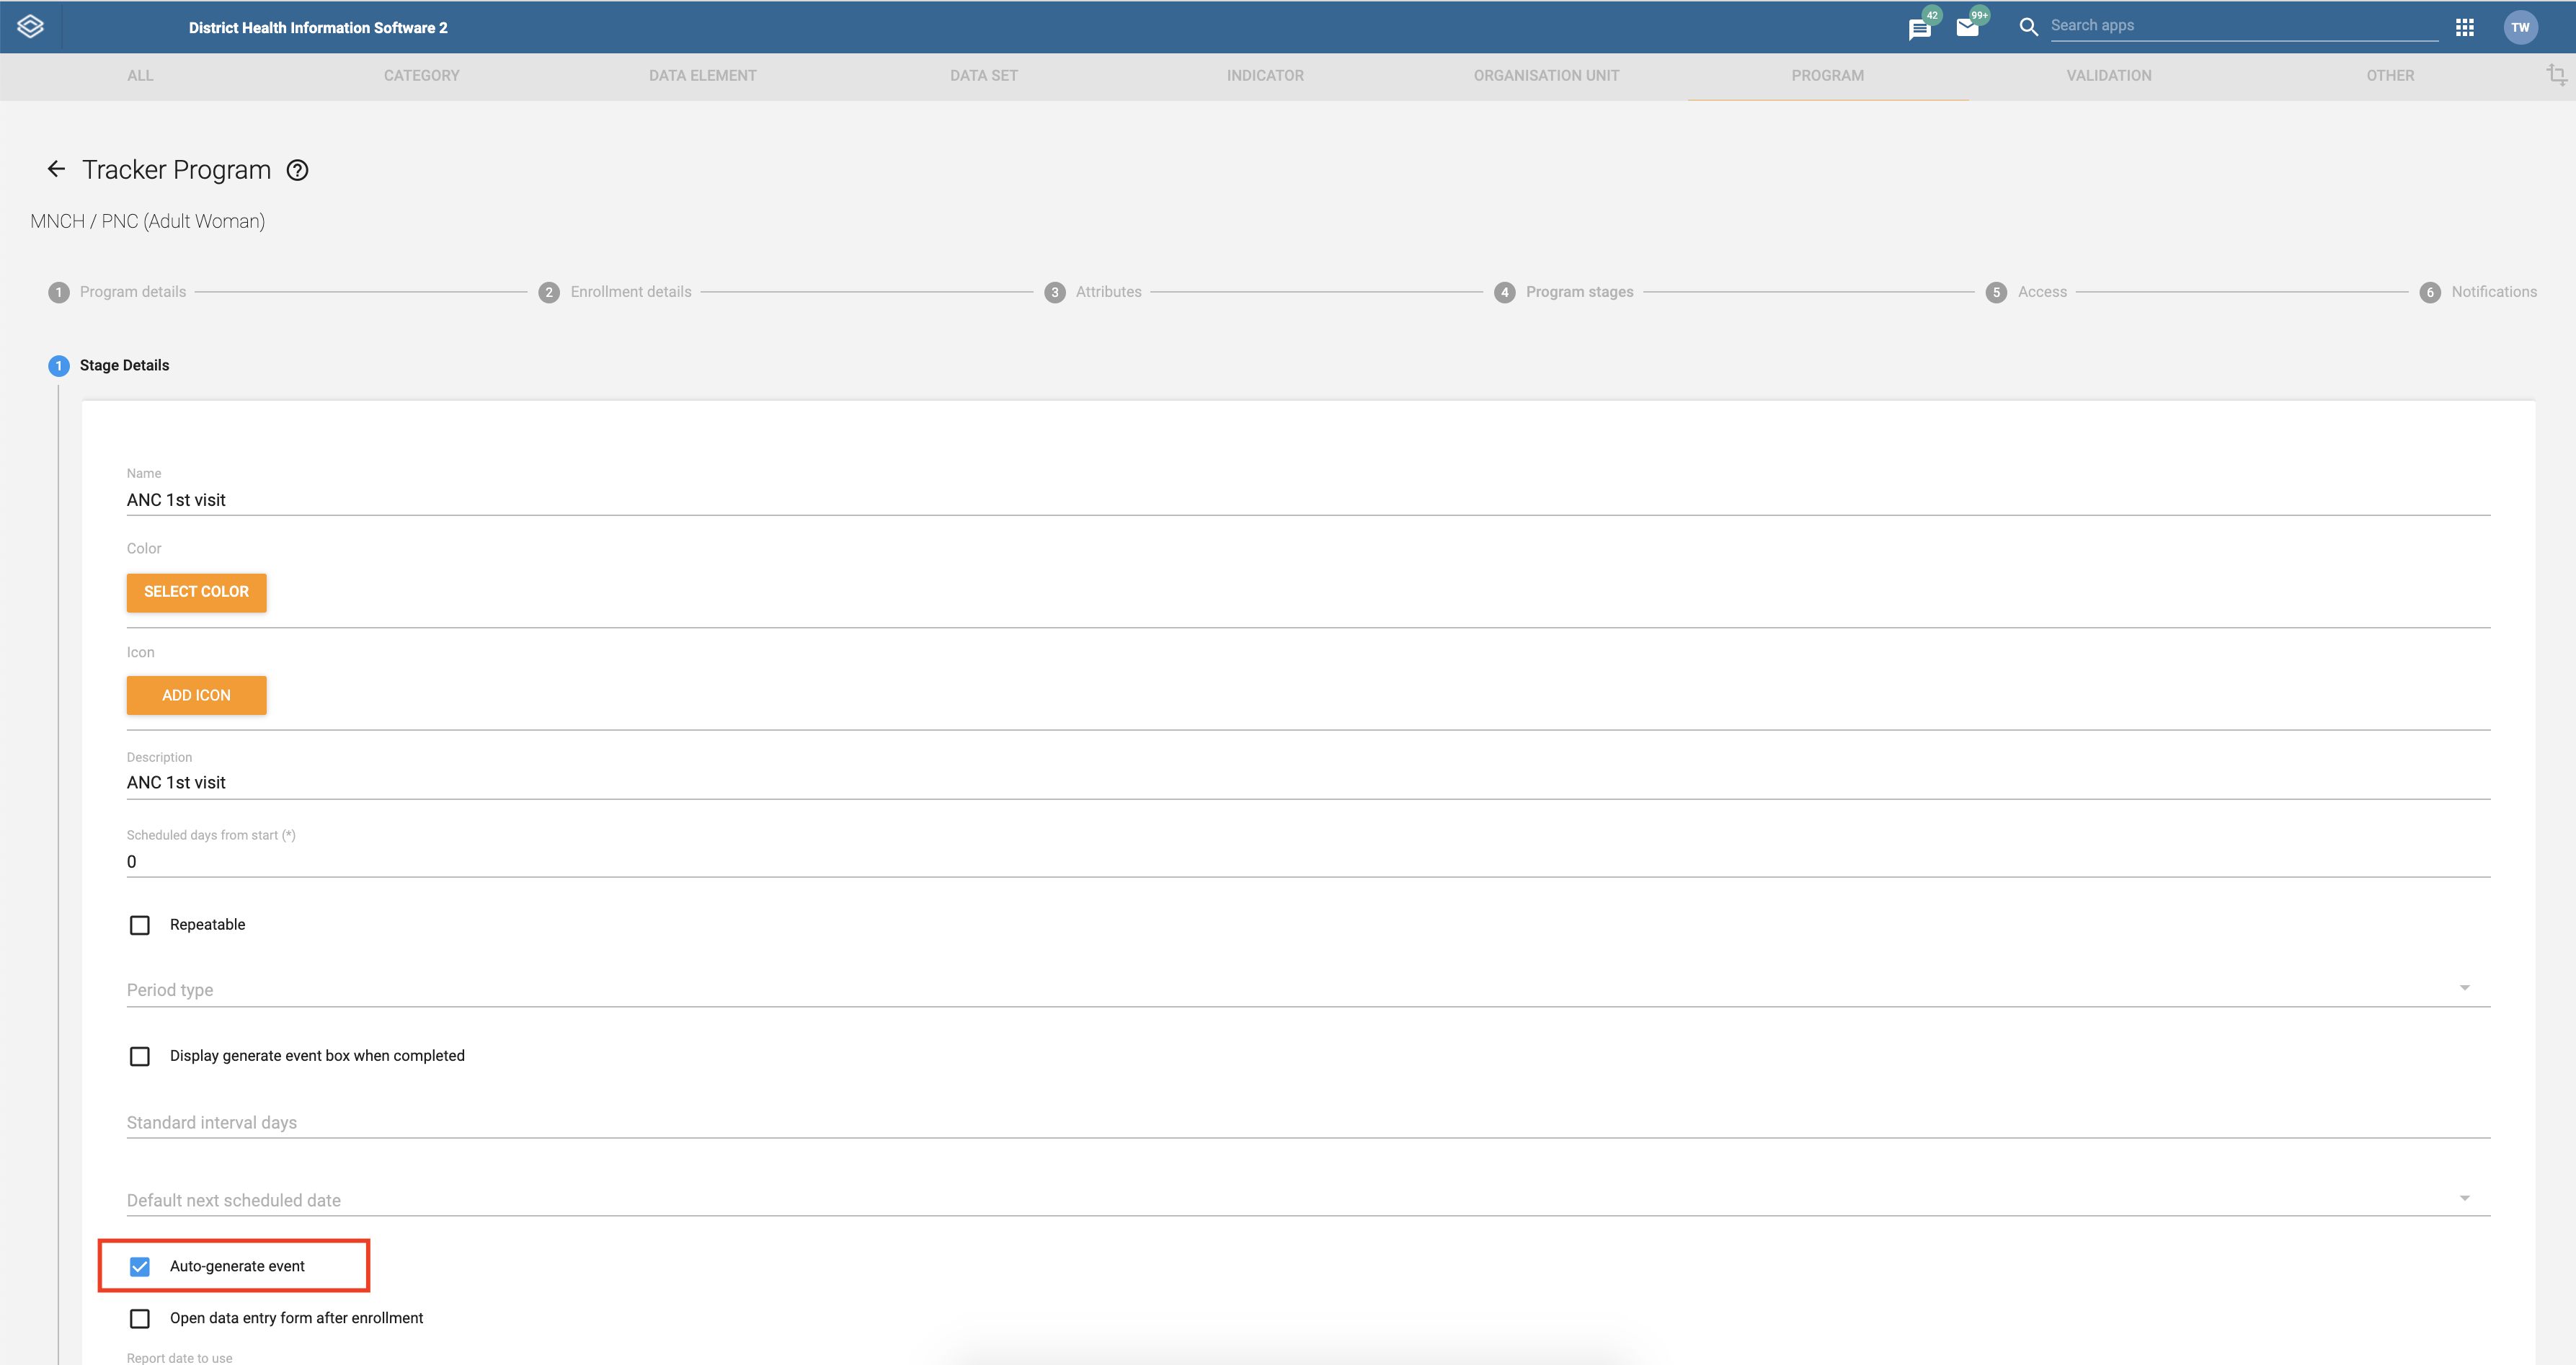 District Health Information Software 2
42
99+
Search apps
TW
ALL CATEGORY DATA ELEMENT DATA SET INDICATOR ORGANISATION UNIT PROGRAM VALIDATION OTHER
Tracker Program ?
MNCH / PNC (Adult Woman)
1 Program details 2 Enrollment details 3 Attributes 4 Program stages 5 Access 6 Notifications
1 Stage Details
Name
ANC 1st visit
Color
SELECT COLOR
Icon
ADD ICON
Description
ANC 1st visit
Scheduled days from start (*)
0
Repeatable
Period type
Display generate event box when completed
Standard interval days
Default next scheduled date
Auto-generate event
Open data entry form after enrollment
Report date to use